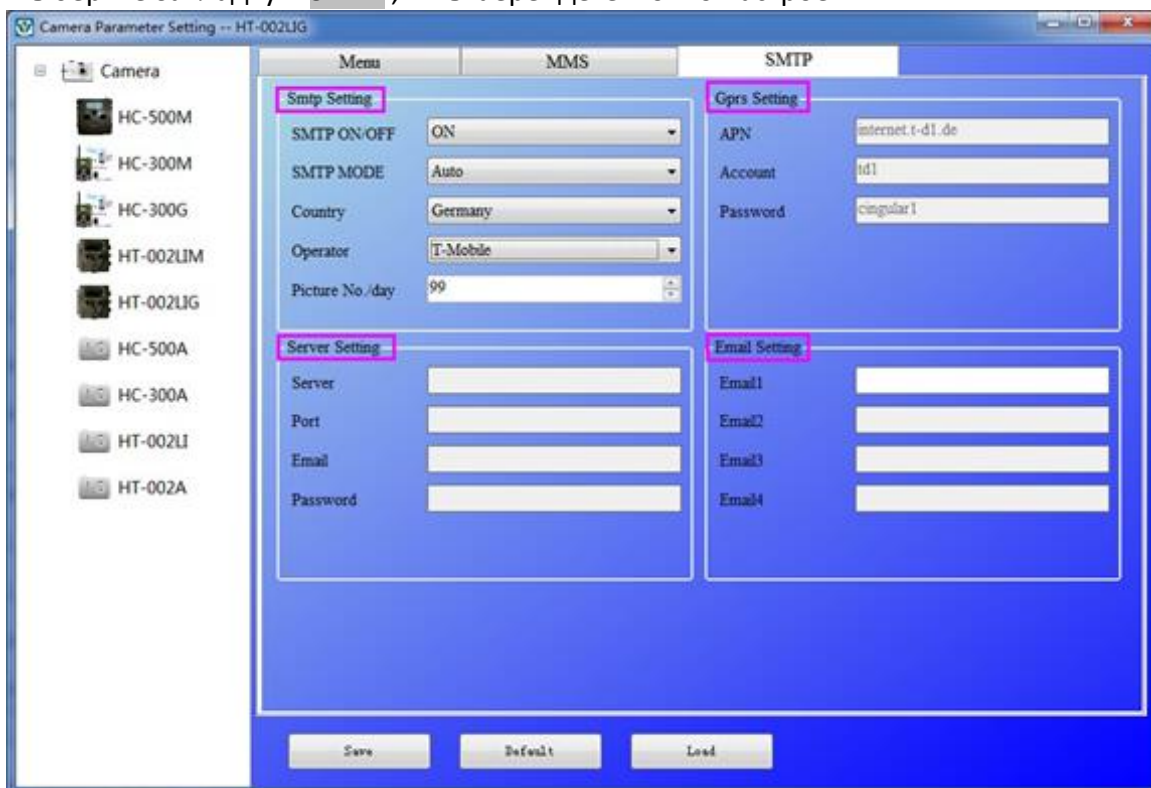 Camera Parameter Setting -- HT-002LIG
Camera
HC-500M
HC-300M
HC-300G
HT-002LIM
HT-002LIG
HC-500A
HC-300A
HT-002LI
HT-002A
Menu MMS SMTP
Smtp Setting
SMTP ON/OFF ON
SMTP MODE Auto
Country Germany
Operator T-Mobile
Picture No./day 99
Gprs Setting
APN internet.t-d1.de
Account td1
Password cingular1
Server Setting
Server
Port
Email
Password
Email Setting
Email1
Email2
Email3
Email4
Save Default Load